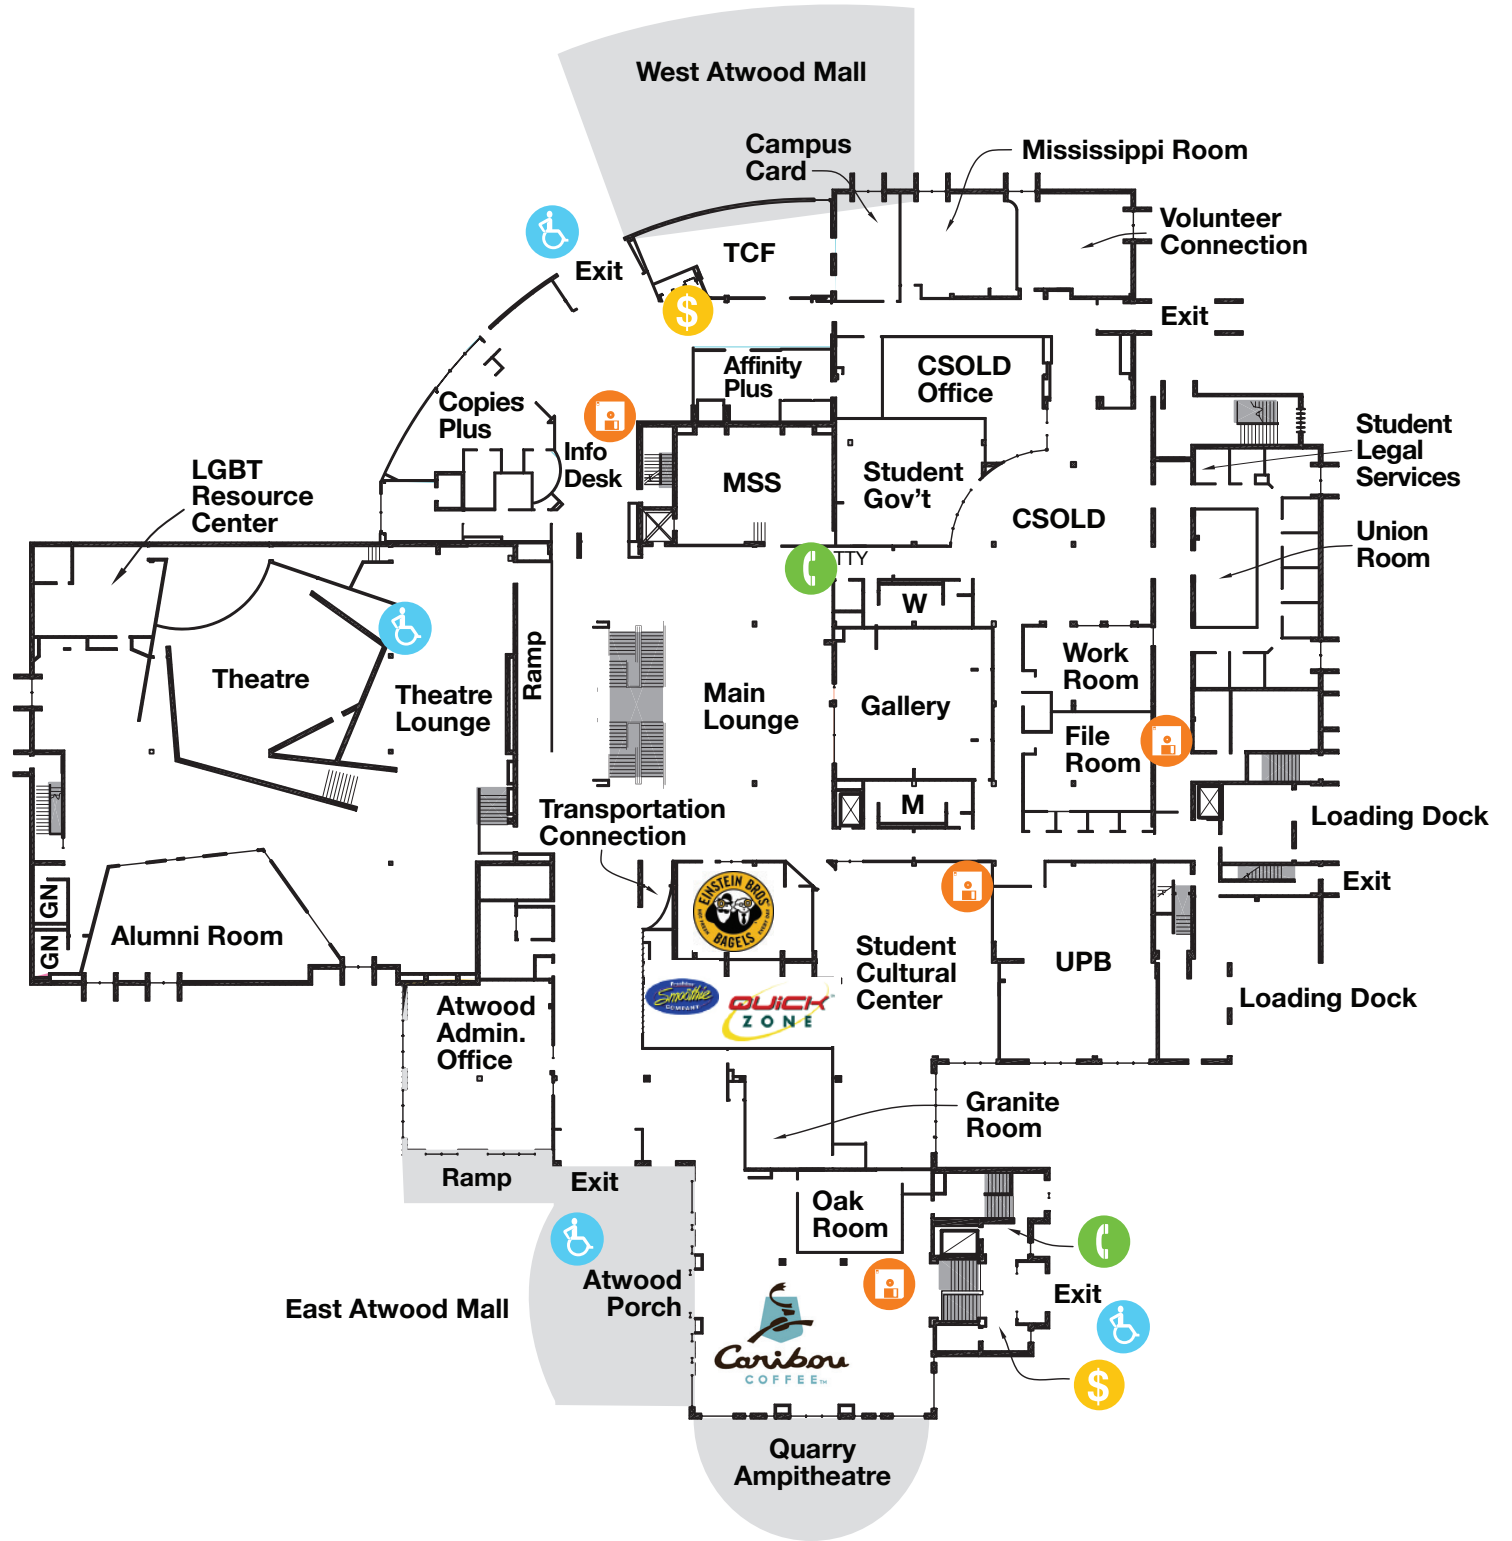 West Atwood Mall
Campus
Card
Mississippi Room
Volunteer
Connection
TCF
Exit
$
Exit
Affinity
Plus
CSOLD
Office
Copies
Plus
Info
Desk
Student
Legal
Services
LGBT
Resource
Center
MSS
Student
Gov't
CSOLD
Union
Room
TTY
W
Ramp
Theatre
Theatre
Lounge
Main
Lounge
Gallery
Work
Room
File
Room
Transportation
Connection
M
Loading Dock
GN
GN
Alumni Room
EINSTEIN BROS
BAGELS
Exit
Student
Cultural
Center
UPB
Smoothie
COMPANY
QUICK
ZONE
Loading Dock
Atwood
Admin.
Office
Granite
Room
Ramp
Exit
Oak
Room
Atwood
Porch
East Atwood Mall
Exit
Caribou
COFFEE
$
Quarry
Ampitheatre